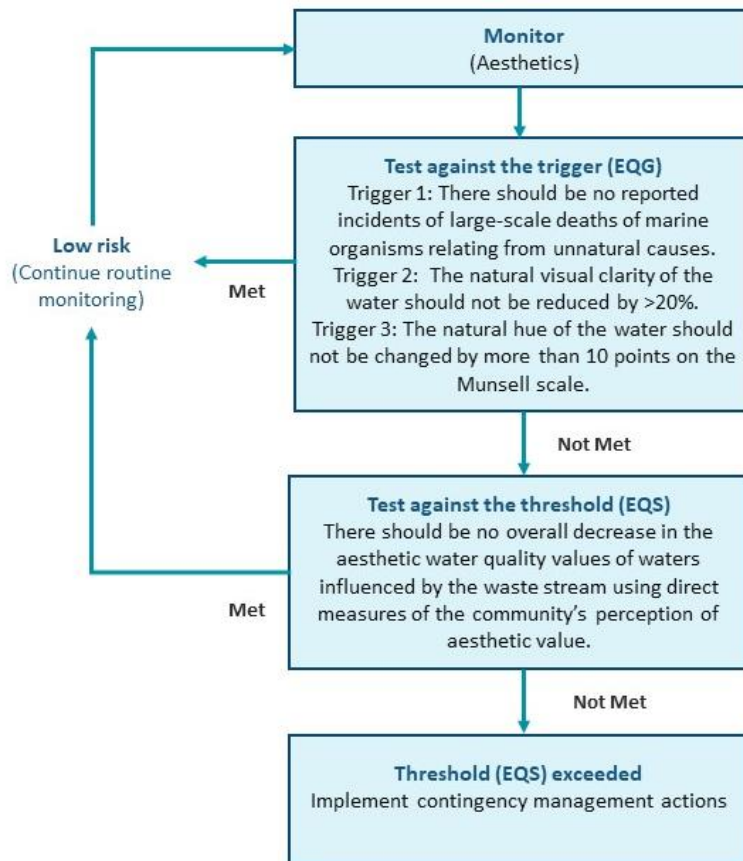 Monitor
(Aesthetics)
Test against the trigger (EQG)
Trigger 1: There should be no reported
incidents of large-scale deaths of marine
organisms relating from unnatural causes.
Trigger 2:  The natural visual clarity of the
water should not be reduced by >20%.
Trigger 3: The natural hue of the water should
not be changed by more than 10 points on the
Munsell scale.
Met
Low risk
(Continue routine
monitoring)
Not Met
Test against the threshold (EQS)
There should be no overall decrease in the
aesthetic water quality values of waters
influenced by the waste stream using direct
measures of the community’s perception of
aesthetic value.
Met
Not Met
Threshold (EQS) exceeded
Implement contingency management actions